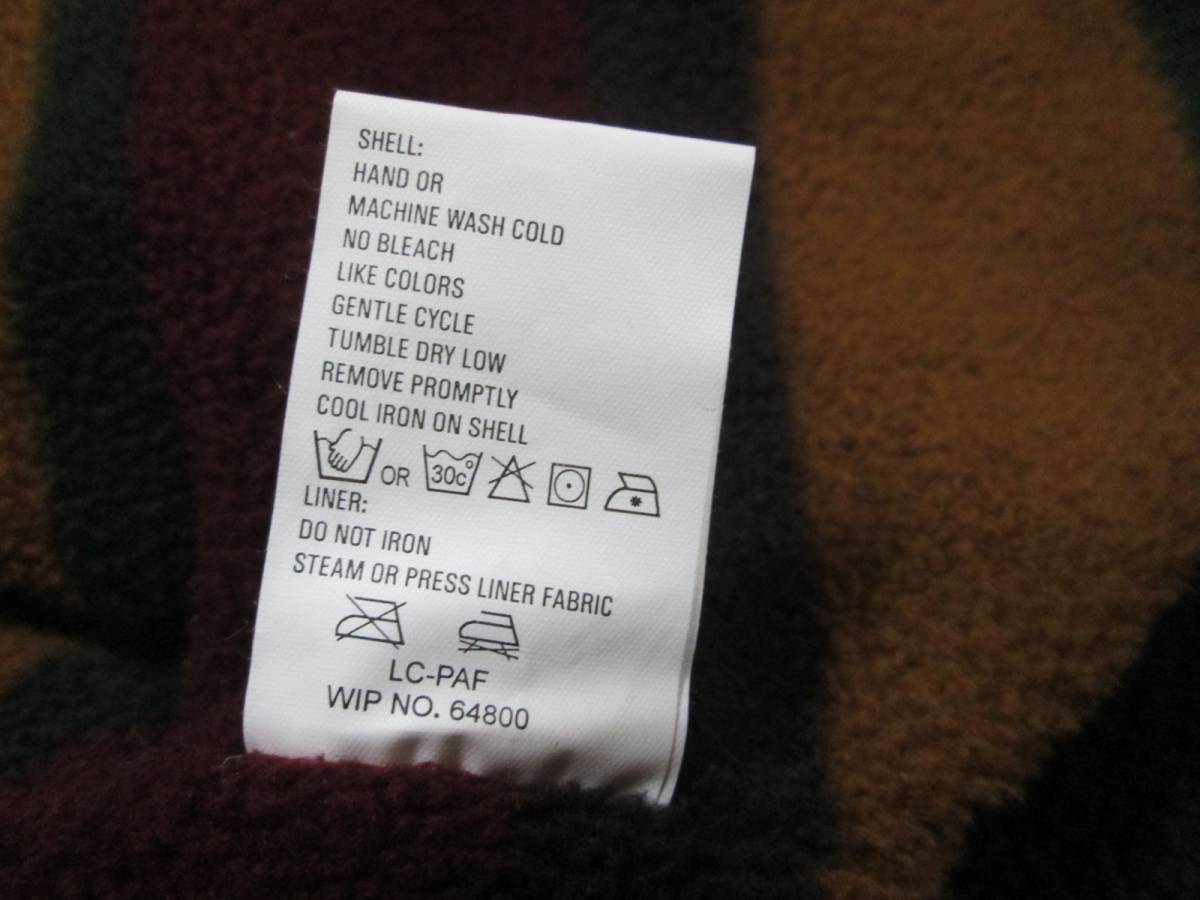 SHELL:
HAND OR
MACHINE WASH COLD
NO BLEACH
LIKE COLORS
GENTLE CYCLE
TUMBLE DRY LOW
REMOVE PROMPTLY
COOL IRON ON SHELL
OR 30c°
LINER:
DO NOT IRON
STEAM OR PRESS LINER FABRIC
LC-PAF
WIP NO. 64800